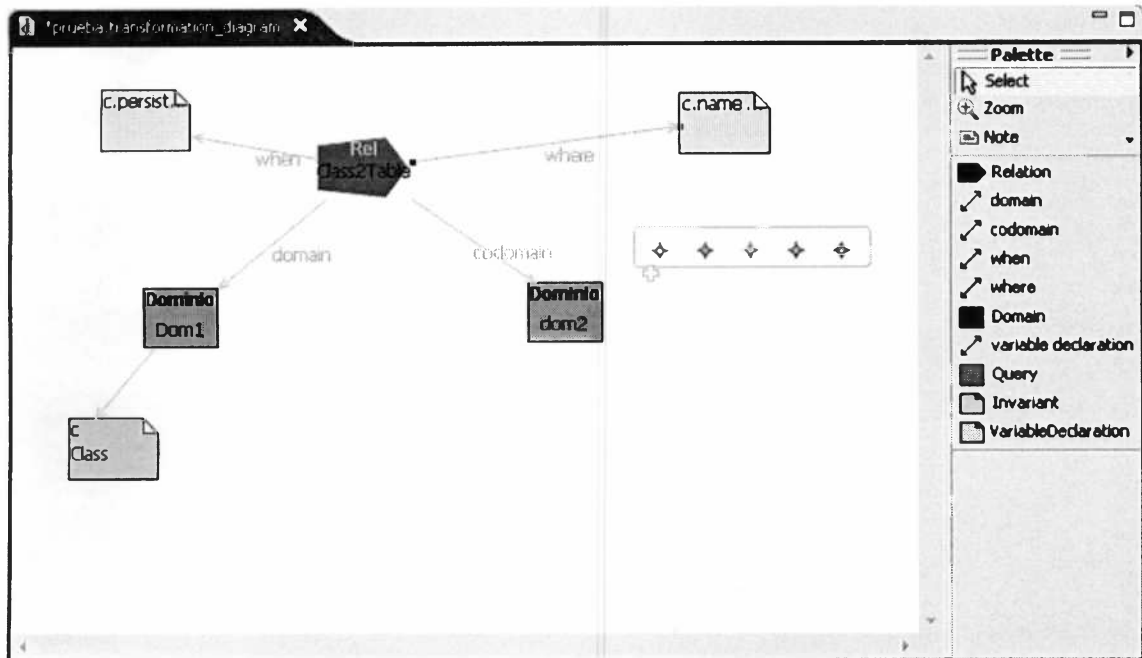 *prueba.transformation_diagram
Palette
Select
Zoom
Note
Relation
domain
codomain
when
where
Domain
variable declaration
Query
Invariant
VariableDeclaration
c.persist..
c.name ..
when
Rel
Class2Table
where
domain
codomain
Dominio
Dom1
Dominio
dom2
c
Class